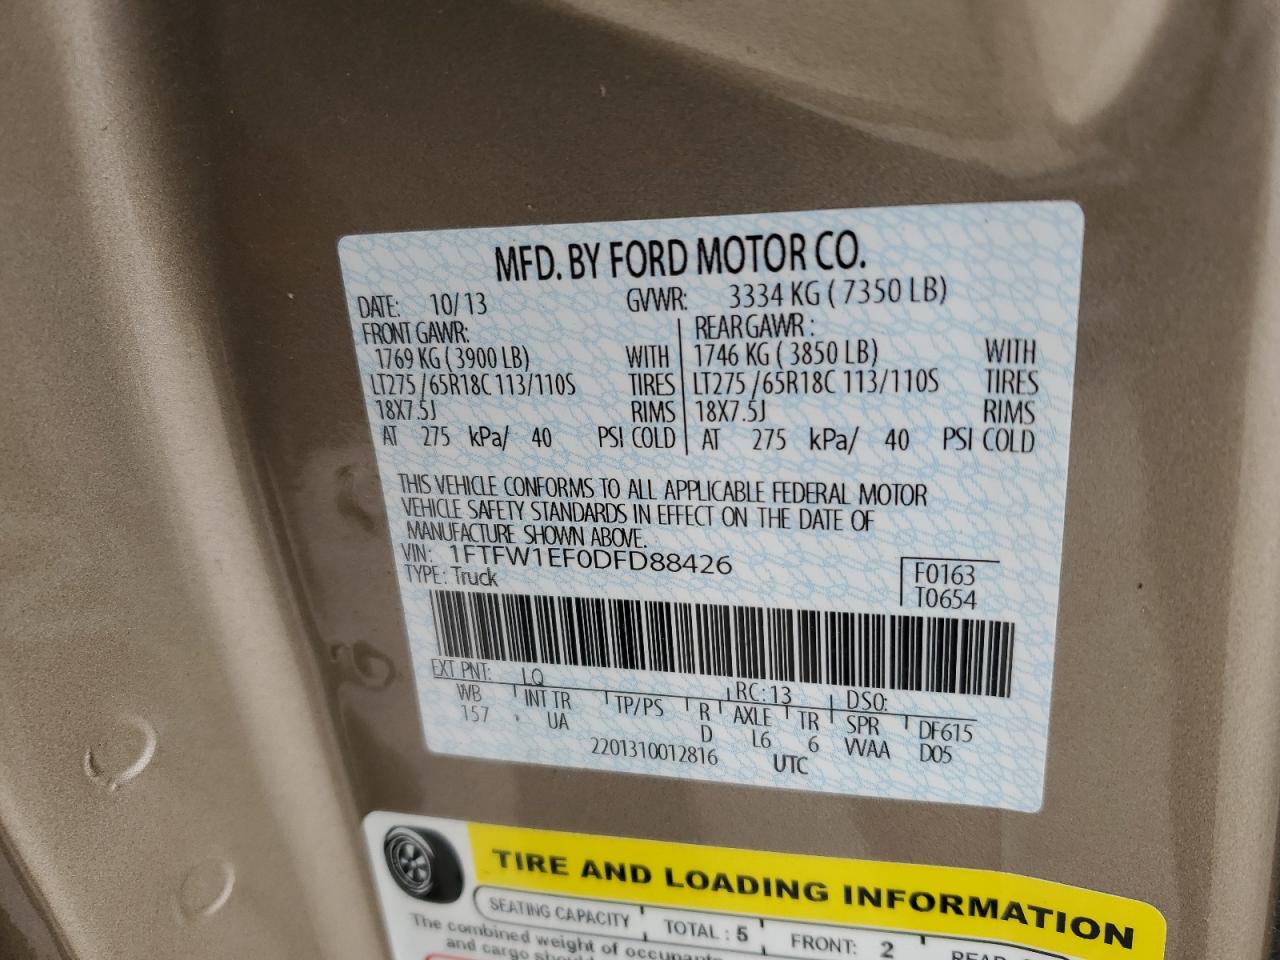 MFD. BY FORD MOTOR CO.
DATE: 10/13 GVWR: 3334 KG ( 7350 LB)
FRONT GAWR: REAR GAWR :
1769 KG ( 3900 LB) WITH 1746 KG ( 3850 LB) WITH
LT275 /65R18C 113/110S TIRES LT275 /65R18C 113/110S TIRES
18X7.5J RIMS 18X7.5J RIMS
AT 275 kPa/ 40 PSI COLD AT 275 kPa/ 40 PSI COLD
THIS VEHICLE CONFORMS TO ALL APPLICABLE FEDERAL MOTOR
VEHICLE SAFETY STANDARDS IN EFFECT ON THE DATE OF
MANUFACTURE SHOWN ABOVE.
VIN: 1FTFW1EF0DFD88426
TYPE: Truck
F0163
T0654
EXT PNT: LQ RC: 13 DSO:
WB INT TR TP/PS R AXLE TR SPR DF615
157 UA D L6 6 VVAA D05
2201310012816 UTC
TIRE AND LOADING INFORMATION
SEATING CAPACITY TOTAL : 5 FRONT: 2
The combined weight of
and cargo